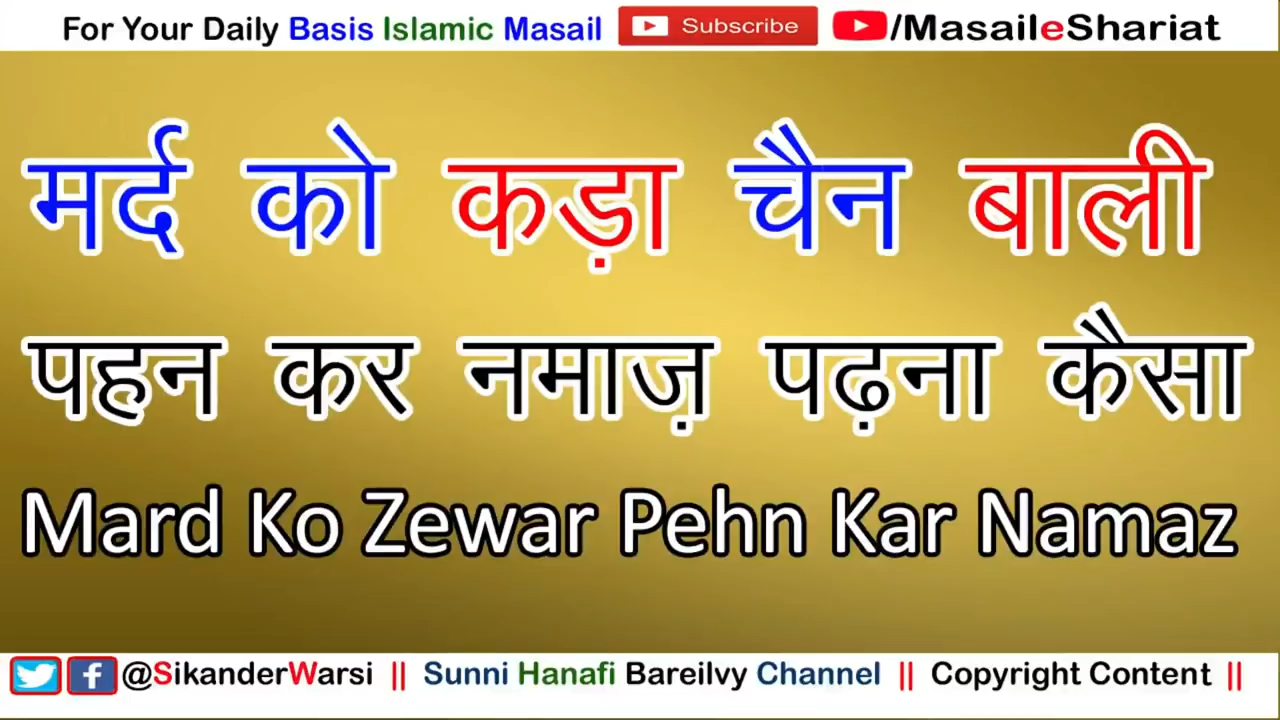 For Your Daily Basis Islamic Masail Subscribe /MasaileShariat
मर्द को कड़ा चैन बाली
पहन कर नमाज़ पढ़ना कैसा
Mard Ko Zewar Pehn Kar Namaz
@SikanderWarsi || Sunni Hanafi Bareilvy Channel || Copyright Content ||